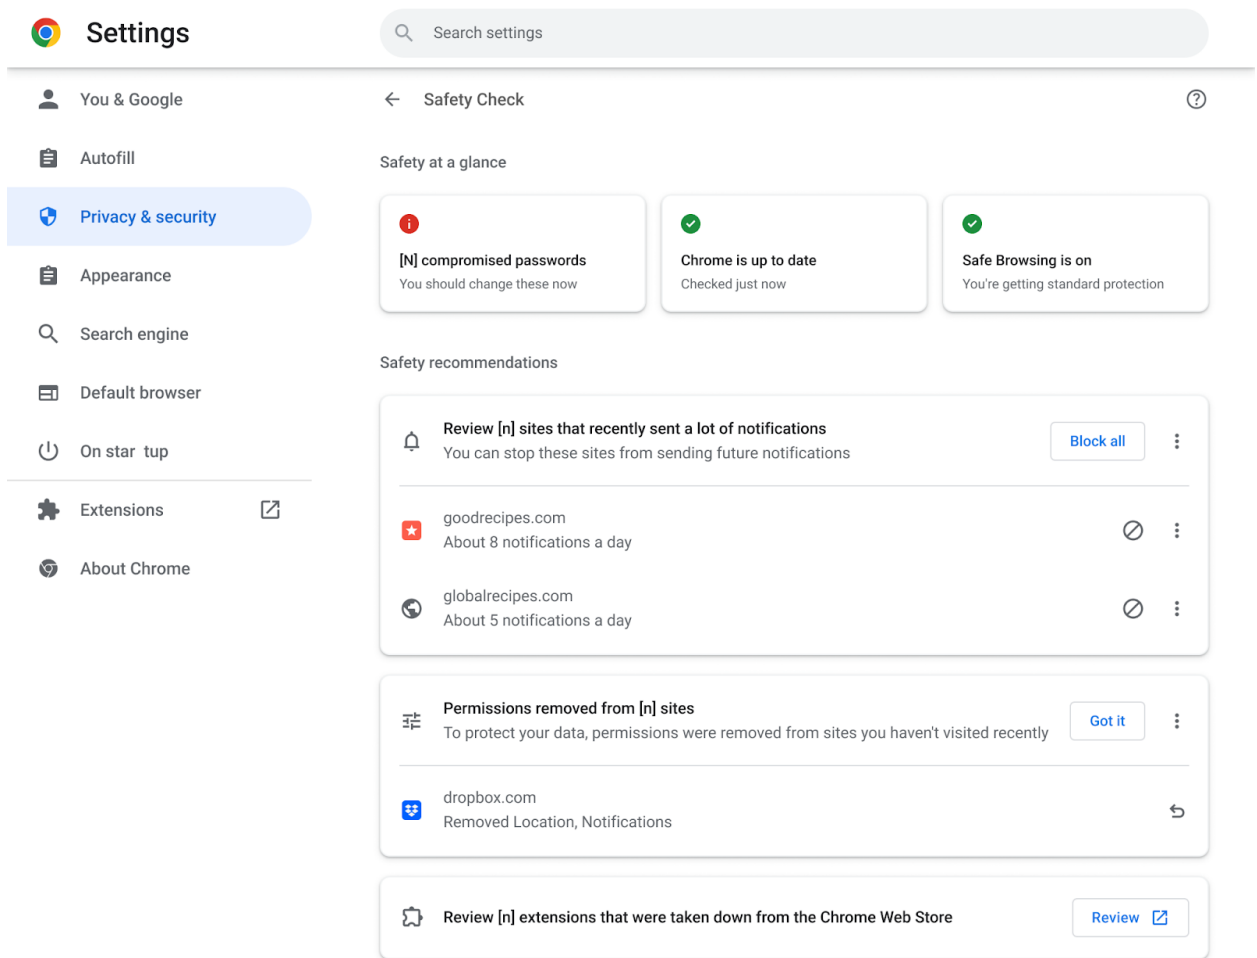 Settings
Search settings
You & Google
Autofill
Privacy & security
Appearance
Search engine
Default browser
On star tup
Extensions
About Chrome
Safety Check
Safety at a glance
[N] compromised passwords
You should change these now
Chrome is up to date
Checked just now
Safe Browsing is on
You're getting standard protection
Safety recommendations
Review [n] sites that recently sent a lot of notifications
You can stop these sites from sending future notifications
Block all
goodrecipes.com
About 8 notifications a day
globalrecipes.com
About 5 notifications a day
Permissions removed from [n] sites
To protect your data, permissions were removed from sites you haven't visited recently
Got it
dropbox.com
Removed Location, Notifications
Review [n] extensions that were taken down from the Chrome Web Store
Review